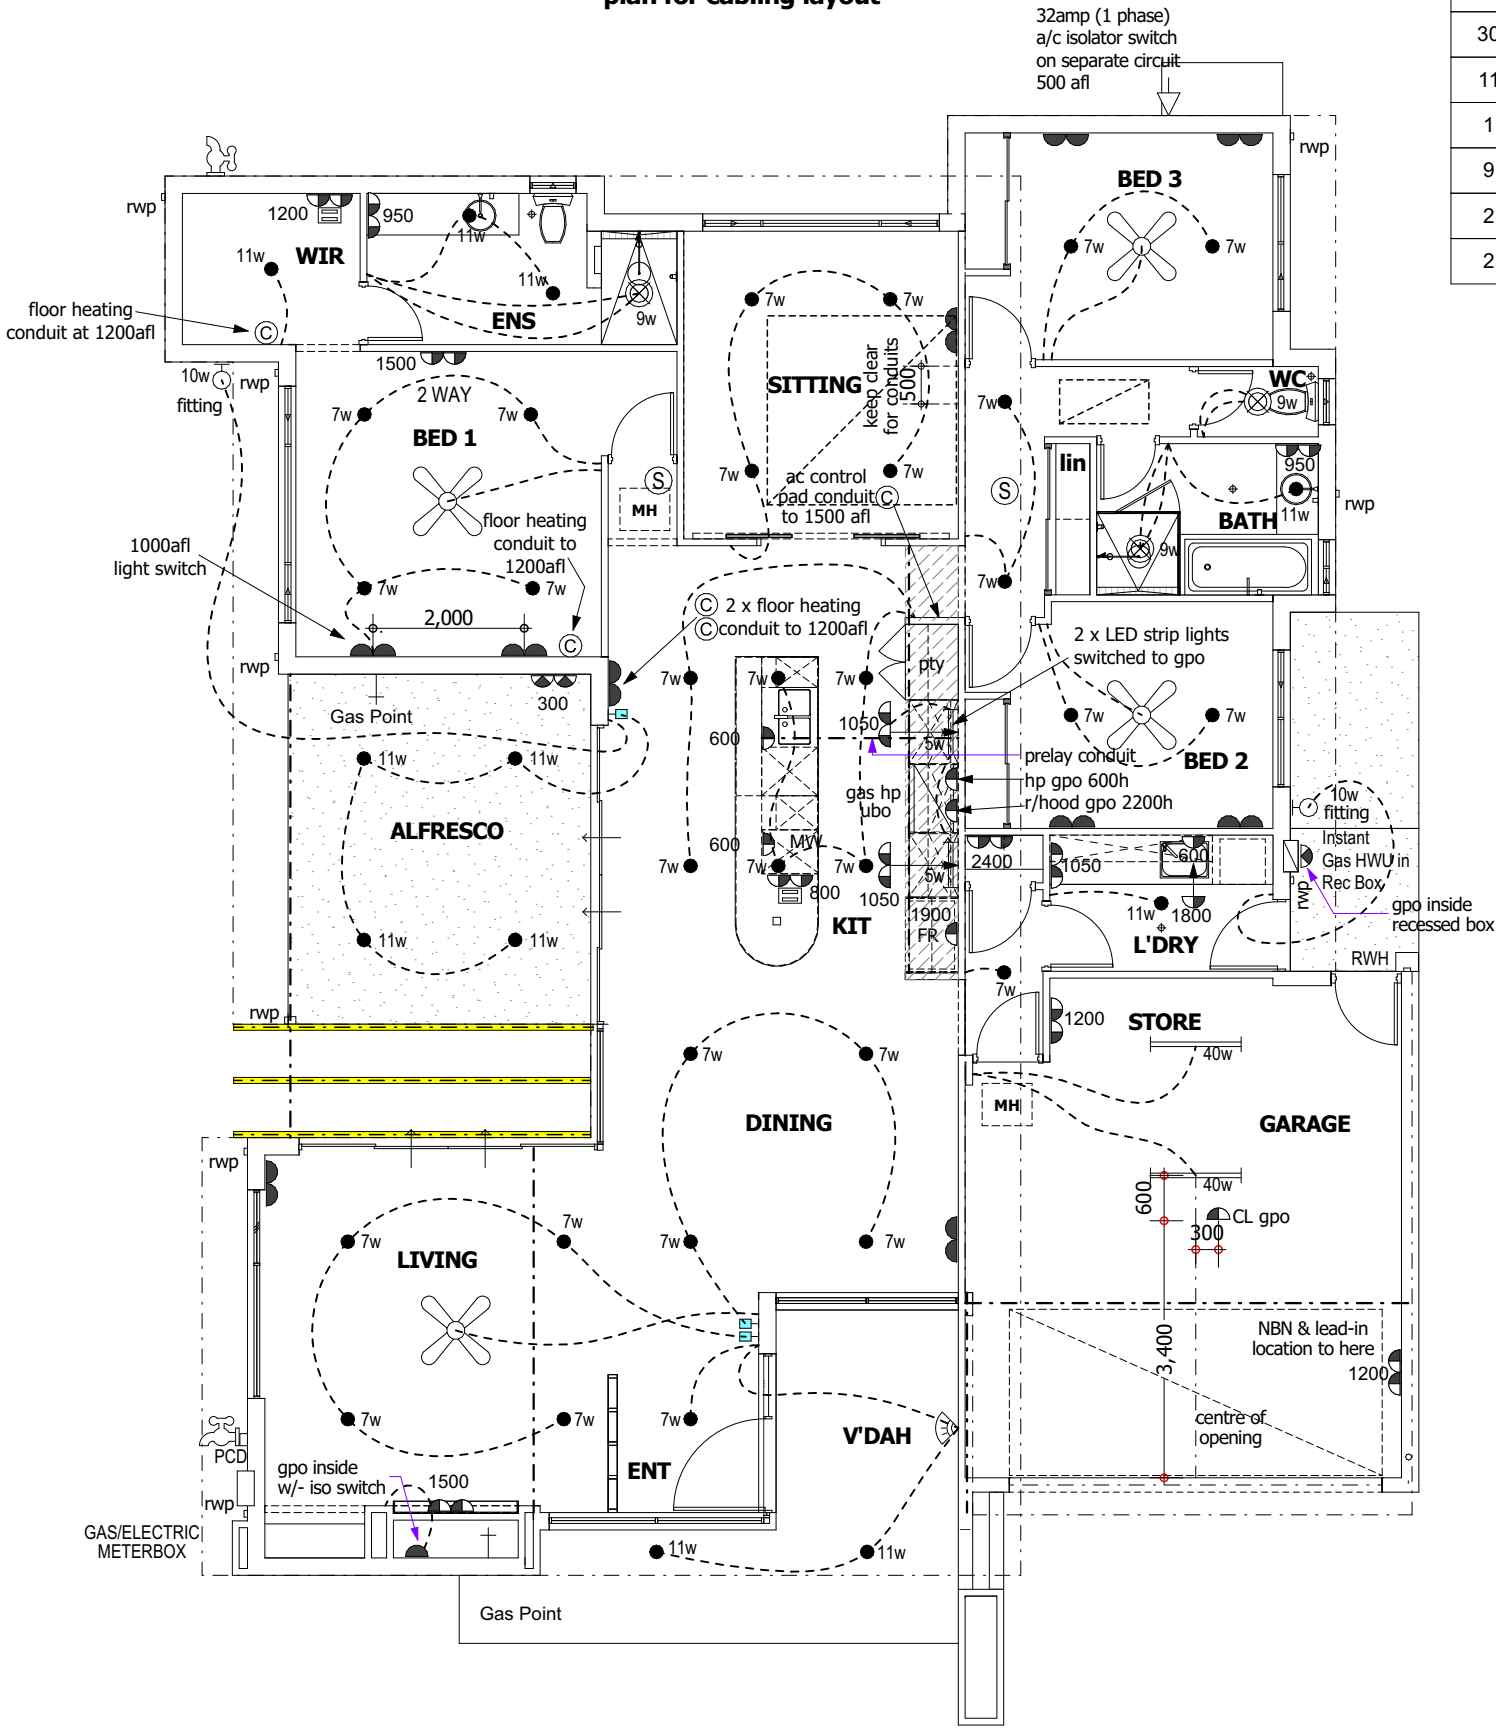 plan for cabling layout
32amp (1 phase)
a/c isolator switch
on separate circuit
500 afl
30
11
1
9
2
2
rwp
BED 3
7w
7w
rwp
1200
950
11w
WIR
11w
11w
ENS
9w
floor heating
conduit at 1200afl
7w
7w
SITTING
keep clear
for conduits
500
7w
7w
ac control
pad conduit
to 1500 afl
C
C
10w
fitting
rwp
1500
2 WAY
7w
7w
BED 1
S
MH
floor heating
conduit to
1200afl
1000afl
light switch
7w
7w
2,000
C
WC
9w
7w
lin
950
S
11w
BATH
rwp
9w
7w
C
2 x floor heating
C
conduit to 1200afl
2 x LED strip lights
switched to gpo
rwp
300
Gas Point
11w
11w
ALFRESCO
11w
11w
rwp
pty
7w
7w
7w
1050
600
5w
gas hp
ubo
prelay conduit
hp gpo 600h
r/hood gpo 2200h
7w
7w
BED 2
10w
fitting
Instant
Gas HWU in
Rec Box
rwp
gpo inside
recessed box
600
MW
7w
7w
7w
5w
800
1050
2400
1050
600
KIT
1900
FR
11w
1800
L'DRY
RWH
7w
1200
STORE
40w
7w
7w
DINING
MH
GARAGE
40w
600
CL gpo
300
rwp
7w
7w
LIVING
7w
7w
3,400
NBN & lead-in
location to here
1200
centre of
opening
7w
7w
7w
V'DAH
PCD
gpo inside
w/- iso switch
1500
ENT
rwp
GAS/ELECTRIC
METERBOX
11w
11w
Gas Point